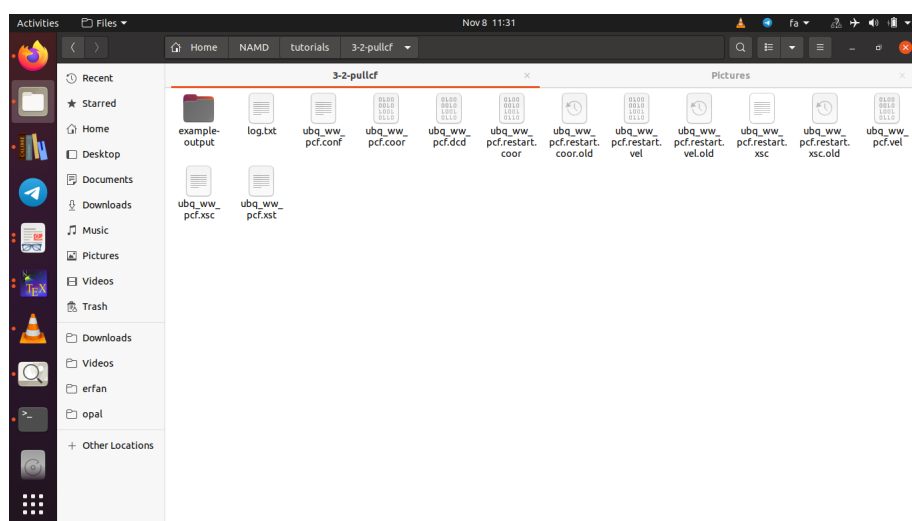 Activities
Files
Nov 8 11:31
fa
Home
NAMD
tutorials
3-2-pullcf
Recent
Starred
Home
Desktop
Documents
Downloads
Music
Pictures
Videos
Trash
Downloads
Videos
erfan
opal
+ Other Locations
3-2-pullcf
Pictures
example-
output
log.txt
ubq_ww_
pcf.conf
ubq_ww_
pcf.coor
ubq_ww_
pcf.dcd
ubq_ww_
pcf.restart.
coor
ubq_ww_
pcf.restart.
coor.old
ubq_ww_
pcf.restart.
vel
ubq_ww_
pcf.restart.
vel.old
ubq_ww_
pcf.restart.
xsc
ubq_ww_
pcf.restart.
xsc.old
ubq_ww_
pcf.vel
ubq_ww_
pcf.xsc
ubq_ww_
pcf.xst